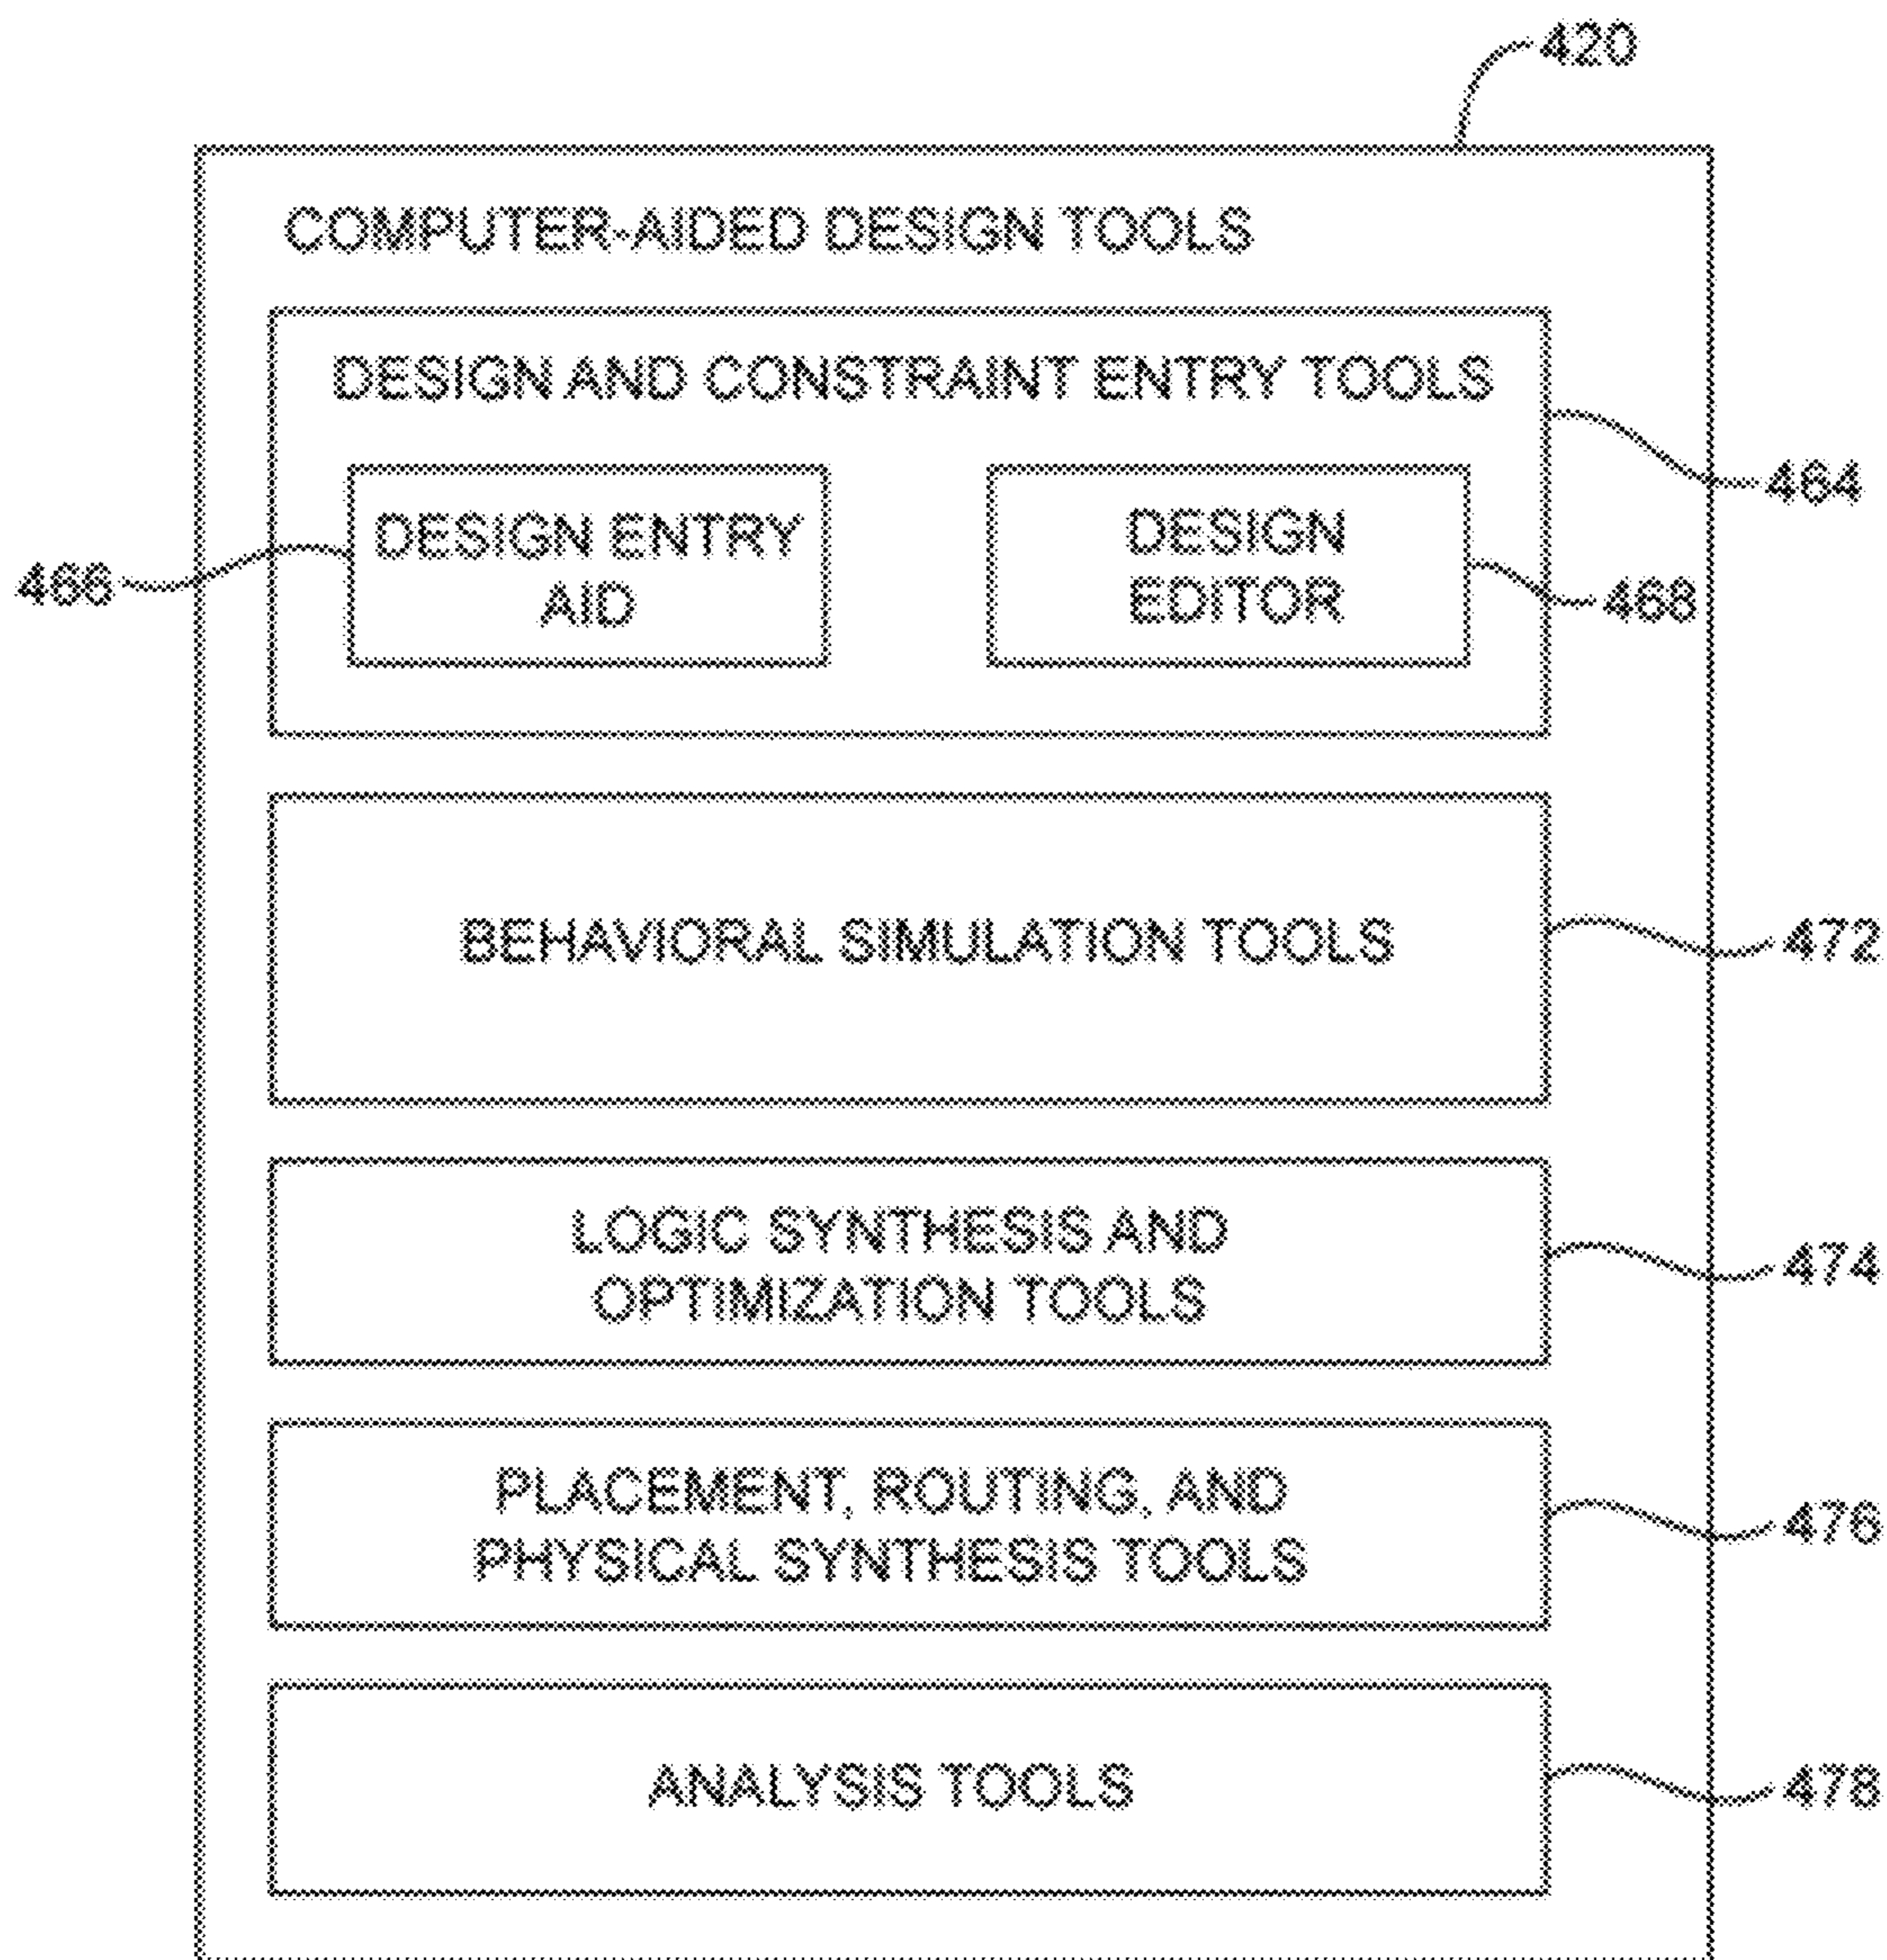 420
COMPUTER-AIDED DESIGN TOOLS
DESIGN AND CONSTRAINT ENTRY TOOLS
464
DESIGN ENTRY
AID
466
DESIGN
EDITOR
468
BEHAVIORAL SIMULATION TOOLS
472
LOGIC SYNTHESIS AND
OPTIMIZATION TOOLS
474
PLACEMENT, ROUTING, AND
PHYSICAL SYNTHESIS TOOLS
476
ANALYSIS TOOLS
478